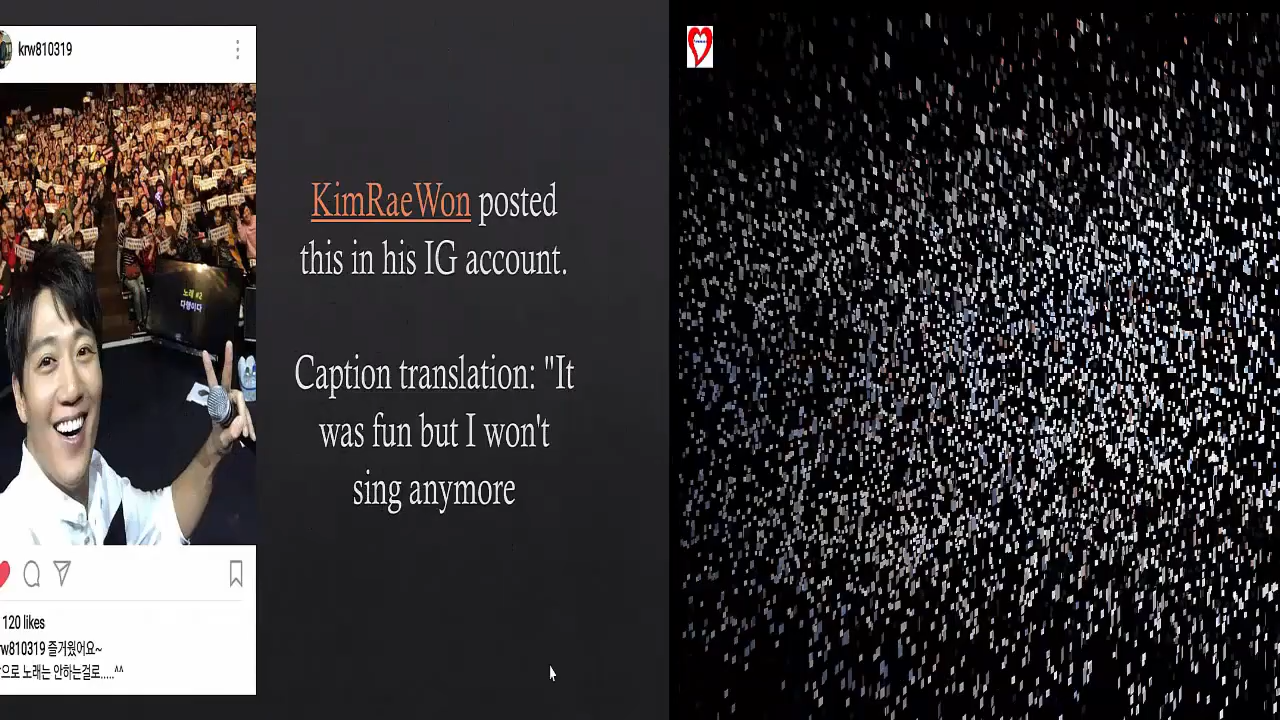 krw810319
노래 #2
다행이다
120 likes
rw810319 즐거웠어요~
으로 노래는 안하는걸로.....^^
KimRaeWon posted
this in his IG account.
Caption translation: "It
was fun but I won't
sing anymore